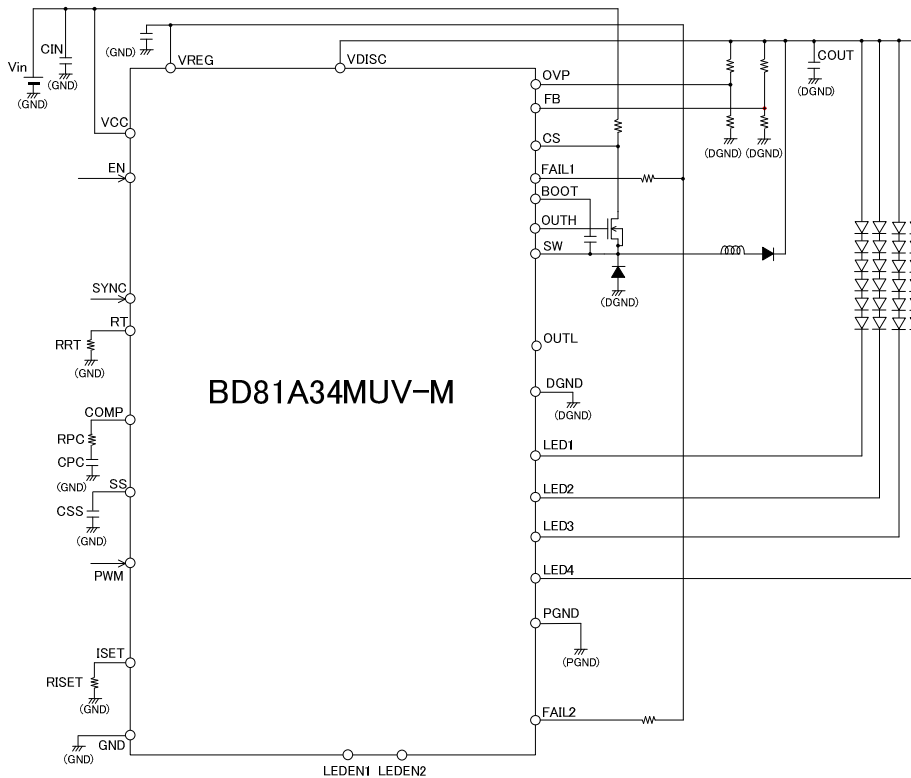 CIN
Vin
(GND)
(GND)
(GND)
VREG
VDISC
COUT
(DGND)
OVP
FB
(DGND)
(DGND)
VCC
CS
EN
FAIL1
BOOT
OUTH
SW
(DGND)
SYNC
RT
RRT
(GND)
OUTL
BD81A34MUV-M
DGND
(DGND)
COMP
RPC
CPC
(GND)
LED1
SS
CSS
(GND)
LED2
LED3
PWM
LED4
PGND
(PGND)
ISET
RISET
(GND)
FAIL2
GND
(GND)
LEDEN1 LEDEN2